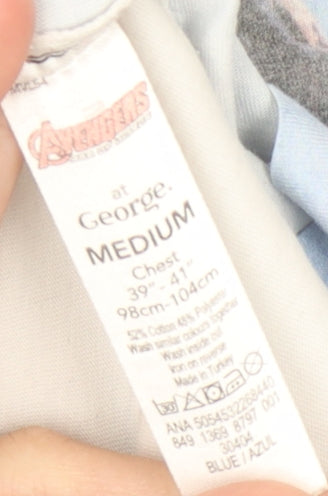 AVENGERS
at
George.
MEDIUM
Chest
39" - 41"
98cm-104cm
52% Cotton 48% Polyester
Wash similar colours together
Wash inside out
Iron on reverse
Made in Turkey
30
ANA 5054532268440
849 1369 8797 001
30404
BLUE / AZUL